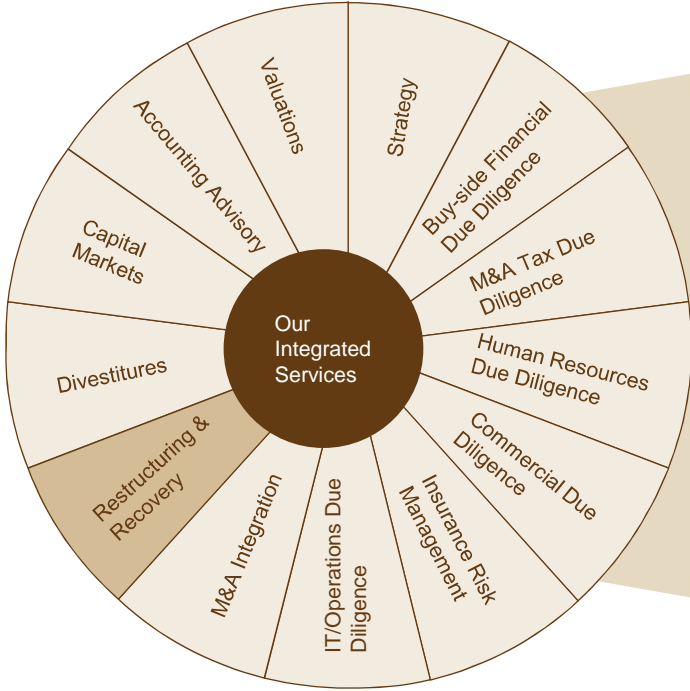 Our
Integrated
Services
Strategy
Buy-side Financial
Due Diligence
M&A Tax Due
Diligence
Human Resources
Due Diligence
Commercial Due
Diligence
Insurance Risk
Management
IT/Operations Due
Diligence
M&A Integration
Restructuring &
Recovery
Divestitures
Capital
Markets
Accounting Advisory
Valuations